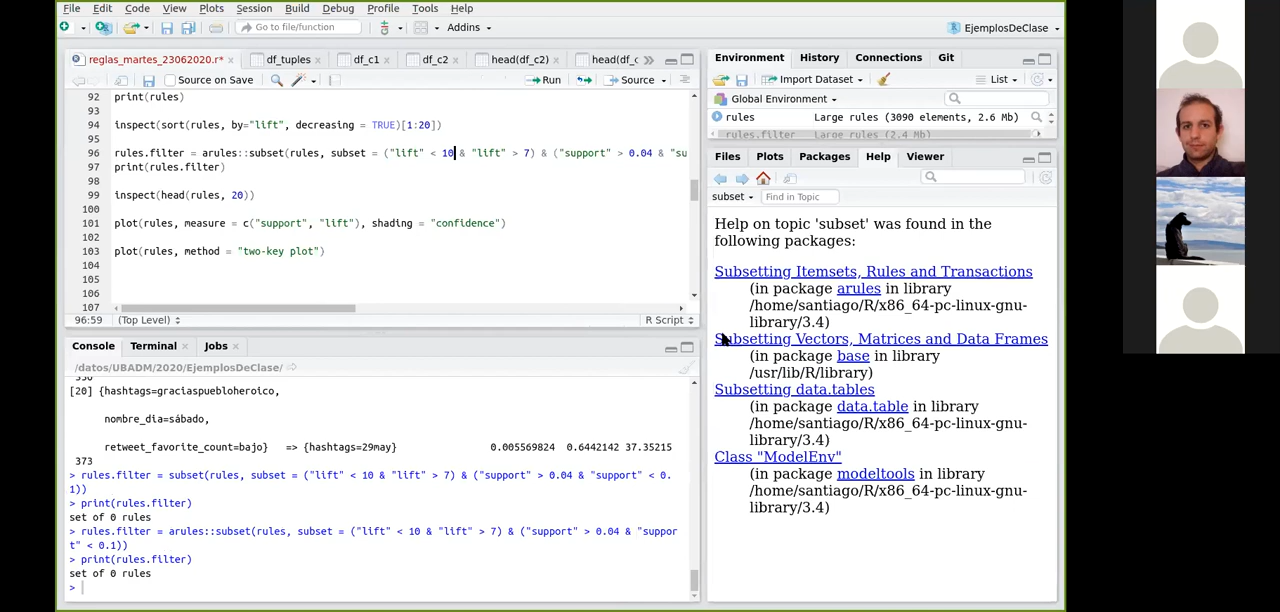 File Edit Code View Plots Session Build Debug Profile Tools Help
Go to file/function Addins EjemplosDeClase
reglas_martes_23062020.r* × df_tuples × df_c1 × df_c2 × head(df_c2) × head(df_c »
Source on Save Run Source
92 print(rules)
93
94 inspect(sort(rules, by="lift", decreasing = TRUE)[1:20])
95
96 rules.filter = arules::subset(rules, subset = ("lift" < 10 & "lift" > 7) & ("support" > 0.04 & "su
97 print(rules.filter)
98
99 inspect(head(rules, 20))
100
101 plot(rules, measure = c("support", "lift"), shading = "confidence")
102
103 plot(rules, method = "two-key plot")
104
105
106
107
96:59 (Top Level) R Script
Console Terminal × Jobs ×
/datos/UBADM/2020/EjemplosDeClase/
350
[20] {hashtags=graciaspuebloheroico,
nombre_dia=sábado,
retweet_favorite_count=bajo} => {hashtags=29may} 0.005569824 0.6442142 37.35215
373
> rules.filter = subset(rules, subset = ("lift" < 10 & "lift" > 7) & ("support" > 0.04 & "support" < 0.
1))
> print(rules.filter)
set of 0 rules
> rules.filter = arules::subset(rules, subset = ("lift" < 10 & "lift" > 7) & ("support" > 0.04 & "suppor
t" < 0.1))
> print(rules.filter)
set of 0 rules
>
Environment History Connections Git
Import Dataset List
Global Environment
rules Large rules (3090 elements, 2.6 Mb)
rules.filter Large rules (2.4 Mb)
Files Plots Packages Help Viewer
subset Find in Topic
Help on topic 'subset' was found in the
following packages:
Subsetting Itemsets, Rules and Transactions
(in package arules in library
/home/santiago/R/x86_64-pc-linux-gnu-
library/3.4)
Subsetting Vectors, Matrices and Data Frames
(in package base in library
/usr/lib/R/library)
Subsetting data.tables
(in package data.table in library
/home/santiago/R/x86_64-pc-linux-gnu-
library/3.4)
Class "ModelEnv"
(in package modeltools in library
/home/santiago/R/x86_64-pc-linux-gnu-
library/3.4)